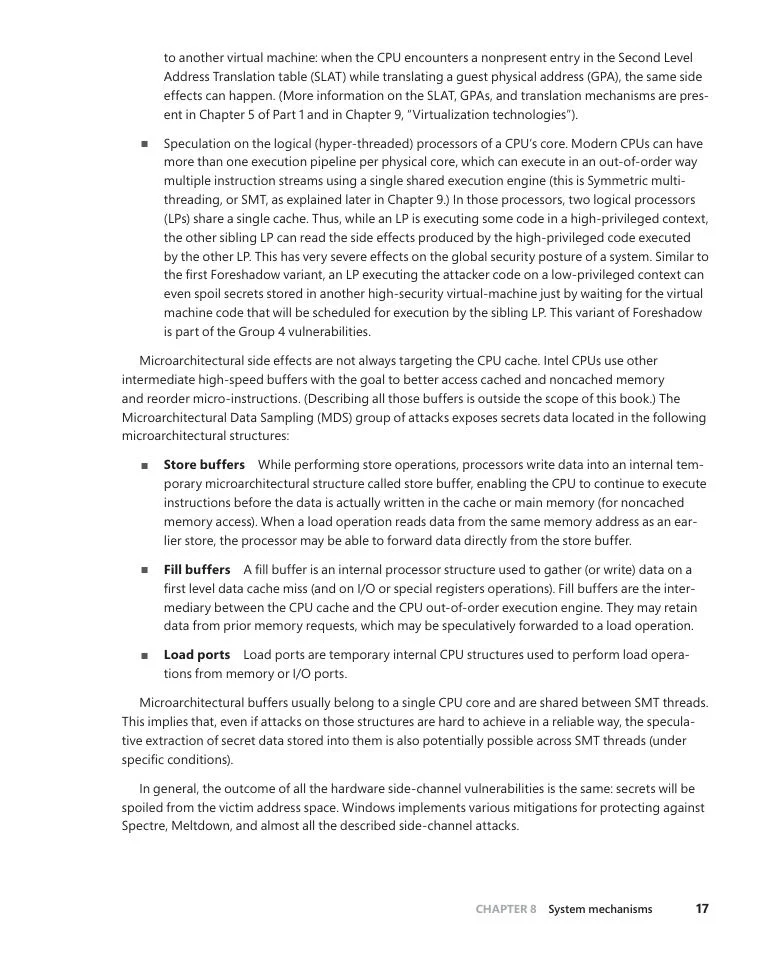 to another virtual machine: when the CPU encounters a nonpresent entry in the Second Level
Address Translation table (SLAT) while translating a guest physical address (GPA), the same side
effects can happen. (More information on the SLAT, GPAs, and translation mechanisms are pres-
ent in Chapter 5 of Part 1 and in Chapter 9, “Virtualization technologies”).
■ Speculation on the logical (hyper-threaded) processors of a CPU’s core. Modern CPUs can have
more than one execution pipeline per physical core, which can execute in an out-of-order way
multiple instruction streams using a single shared execution engine (this is Symmetric multi-
threading, or SMT, as explained later in Chapter 9.) In those processors, two logical processors
(LPs) share a single cache. Thus, while an LP is executing some code in a high-privileged context,
the other sibling LP can read the side effects produced by the high-privileged code executed
by the other LP. This has very severe effects on the global security posture of a system. Similar to
the first Foreshadow variant, an LP executing the attacker code on a low-privileged context can
even spoil secrets stored in another high-security virtual-machine just by waiting for the virtual
machine code that will be scheduled for execution by the sibling LP. This variant of Foreshadow
is part of the Group 4 vulnerabilities.
Microarchitectural side effects are not always targeting the CPU cache. Intel CPUs use other
intermediate high-speed buffers with the goal to better access cached and noncached memory
and reorder micro-instructions. (Describing all those buffers is outside the scope of this book.) The
Microarchitectural Data Sampling (MDS) group of attacks exposes secrets data located in the following
microarchitectural structures:
■ Store buffers While performing store operations, processors write data into an internal tem-
porary microarchitectural structure called store buffer, enabling the CPU to continue to execute
instructions before the data is actually written in the cache or main memory (for noncached
memory access). When a load operation reads data from the same memory address as an ear-
lier store, the processor may be able to forward data directly from the store buffer.
■ Fill buffers A fill buffer is an internal processor structure used to gather (or write) data on a
first level data cache miss (and on I/O or special registers operations). Fill buffers are the inter-
mediary between the CPU cache and the CPU out-of-order execution engine. They may retain
data from prior memory requests, which may be speculatively forwarded to a load operation.
■ Load ports Load ports are temporary internal CPU structures used to perform load opera-
tions from memory or I/O ports.
Microarchitectural buffers usually belong to a single CPU core and are shared between SMT threads.
This implies that, even if attacks on those structures are hard to achieve in a reliable way, the specula-
tive extraction of secret data stored into them is also potentially possible across SMT threads (under
specific conditions).
In general, the outcome of all the hardware side-channel vulnerabilities is the same: secrets will be
spoiled from the victim address space. Windows implements various mitigations for protecting against
Spectre, Meltdown, and almost all the described side-channel attacks.
CHAPTER 8 System mechanisms 17